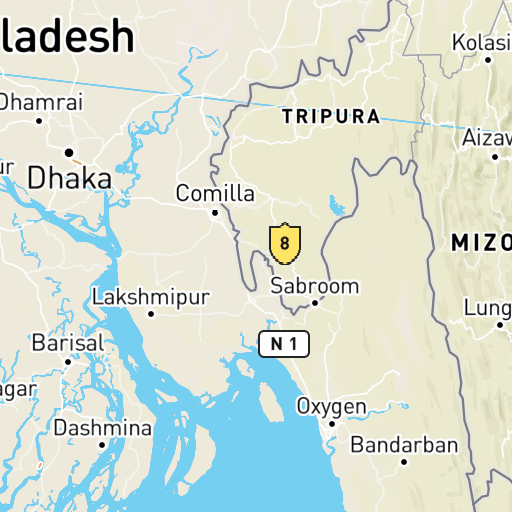 ladesh
Kolasi
Dhamrai
TRIPURA
Aizaw
ur
Dhaka
Comilla
8
MIZO
Sabroom
Lakshmipur
Lung
N 1
Barisal
agar
Oxygen
Dashmina
Bandarban